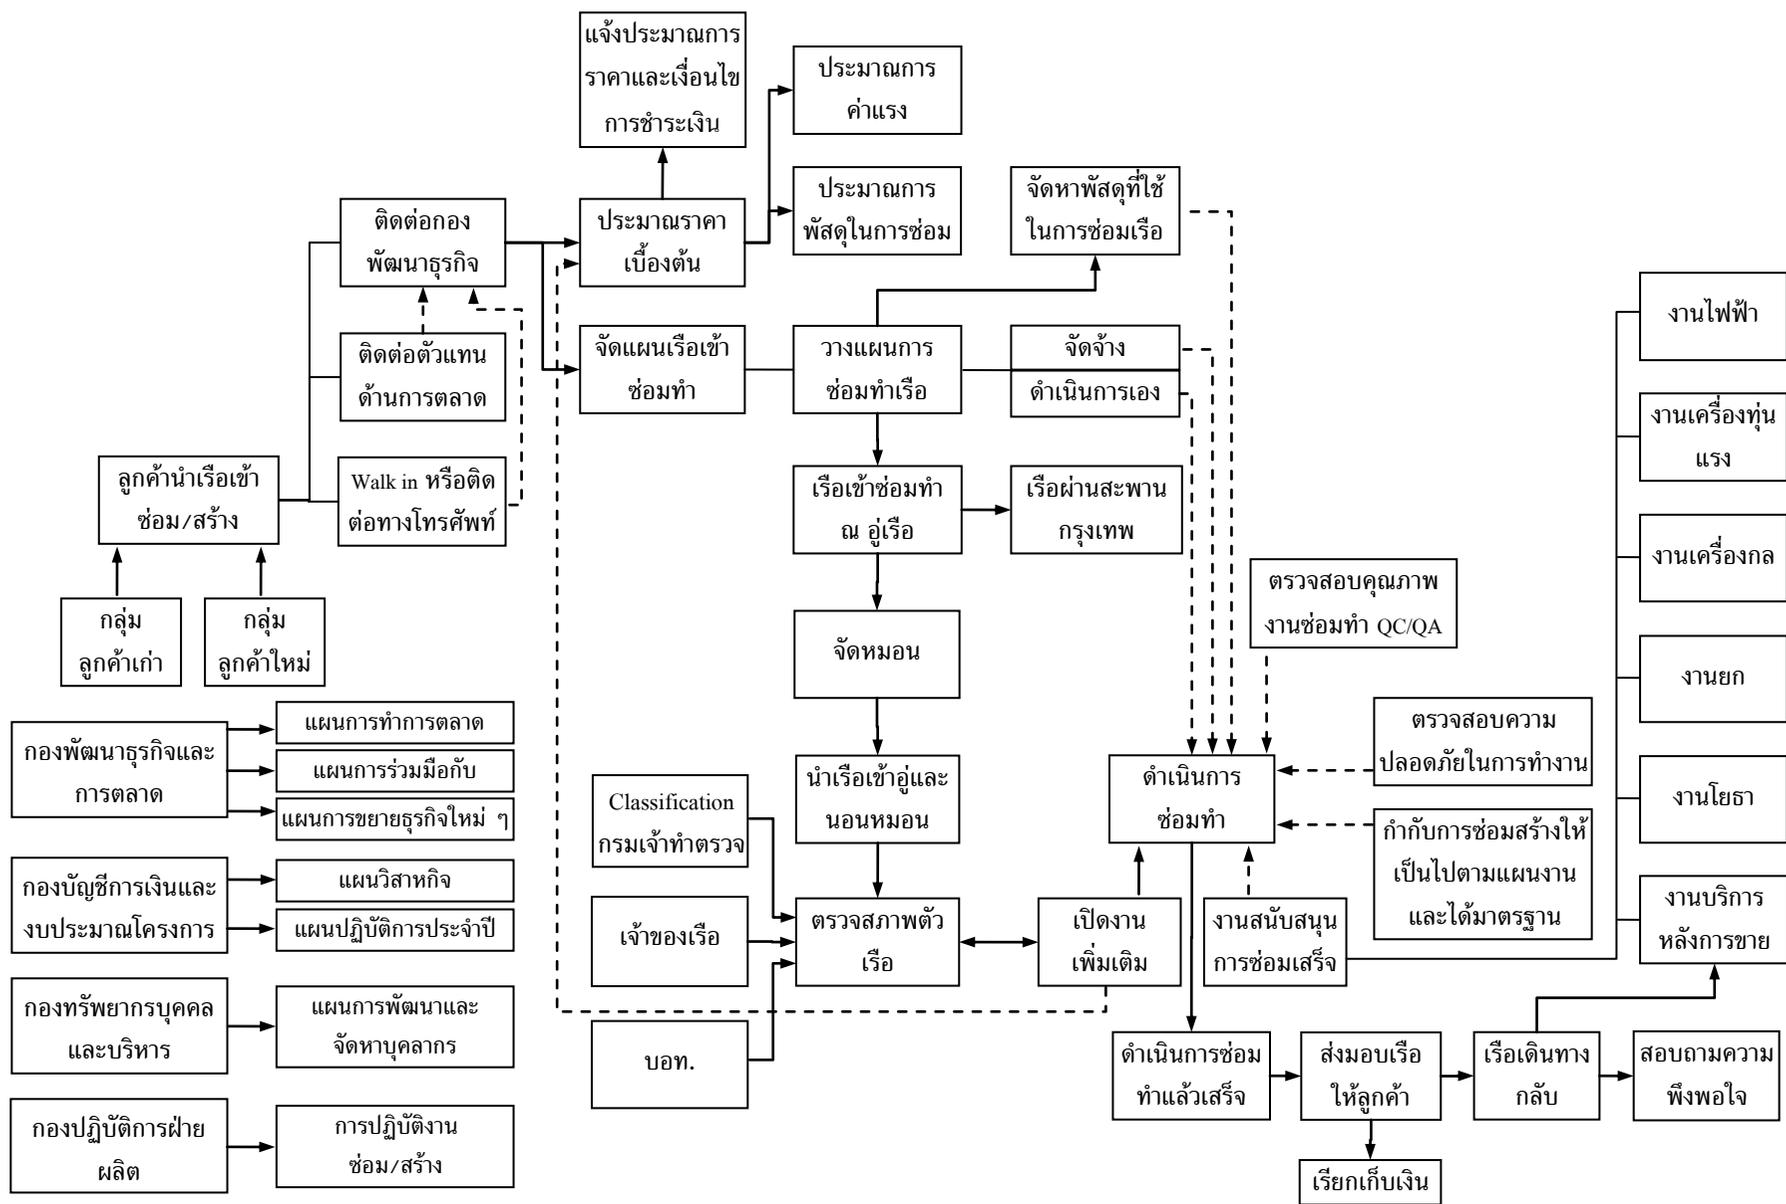 แจ้งประมาณการ
ราคาและเงื่อนไข
การชำระเงิน
ประมาณการ
ค่าแรง
ประมาณการ
พัสดุในการซ่อม
จัดหาพัสดุที่ใช้
ในการซ่อมเรือ
ติดต่อกอง
พัฒนาธุรกิจ
ประมาณราคา
เบื้องต้น
ติดต่อตัวแทน
ด้านการตลาด
จัดแผนเรือเข้า
ซ่อมทำ
วางแผนการ
ซ่อมทำเรือ
จัดจ้าง
ดำเนินการเอง
ลูกค้านำเรือเข้า
ซ่อม/สร้าง
Walk in หรือติด
ต่อทางโทรศัพท์
เรือเข้าซ่อมทำ
ณ อู่เรือ
เรือผ่านสะพาน
กรุงเทพ
กลุ่ม
ลูกค้าเก่า
กลุ่ม
ลูกค้าใหม่
จัดหมอน
ตรวจสอบคุณภาพ
งานซ่อมทำ QC/QA
งานไฟฟ้า
งานเครื่องทุ่น
แรง
งานเครื่องกล
งานยก
งานโยธา
งานบริการ
หลังการขาย
กองพัฒนาธุรกิจและ
การตลาด
แผนการทำการตลาด
แผนการร่วมมือกับ
แผนการขยายธุรกิจใหม่ ๆ
กองบัญชีการเงินและ
งบประมาณโครงการ
แผนวิสาหกิจ
แผนปฏิบัติการประจำปี
กองทรัพยากรบุคคล
และบริหาร
แผนการพัฒนาและ
จัดหาบุคลากร
กองปฏิบัติการฝ่าย
ผลิต
การปฏิบัติงาน
ซ่อม/สร้าง
Classification
กรมเจ้าทำตรวจ
เจ้าของเรือ
บอท.
นำเรือเข้าอู่และ
นอนหมอน
ตรวจสภาพตัว
เรือ
เปิดงาน
เพิ่มเติม
ดำเนินการ
ซ่อมทำ
ตรวจสอบความ
ปลอดภัยในการทำงาน
กำกับการซ่อมสร้างให้
เป็นไปตามแผนงาน
และได้มาตรฐาน
งานสนับสนุน
การซ่อมเสร็จ
ดำเนินการซ่อม
ทำแล้วเสร็จ
ส่งมอบเรือ
ให้ลูกค้า
เรือเดินทาง
กลับ
สอบถามความ
พึงพอใจ
เรียกเก็บเงิน